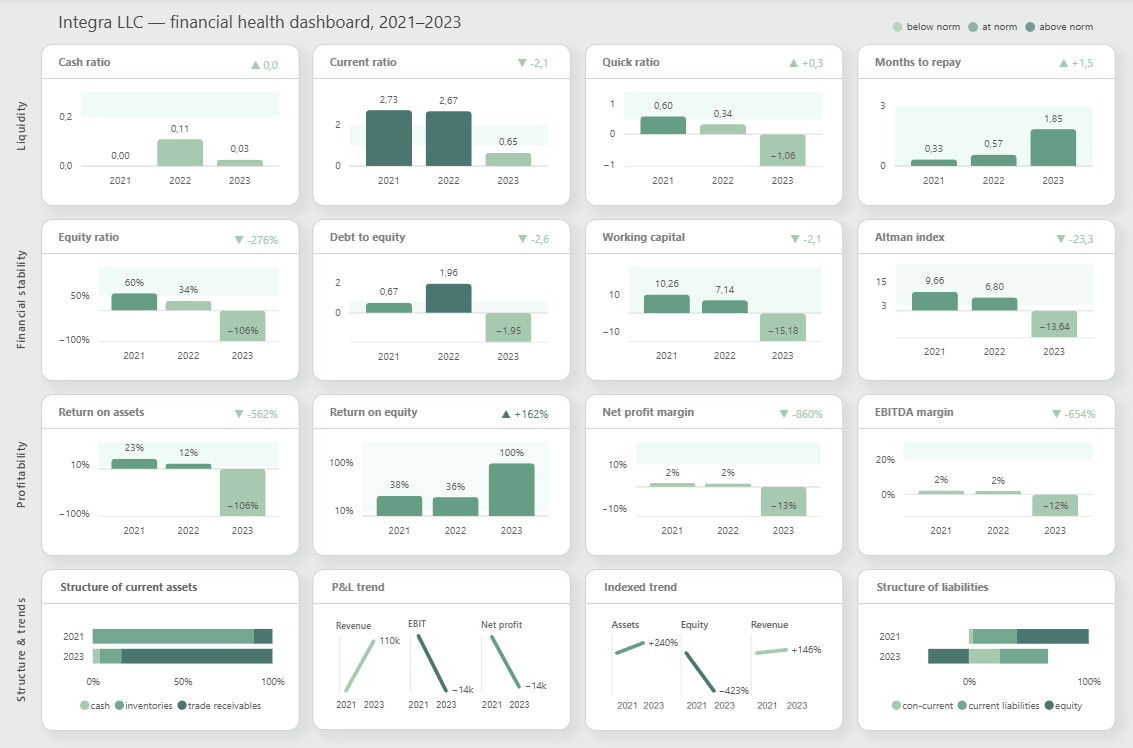 Integra LLC — financial health dashboard, 2021–2023
below norm at norm above norm
Liquidity
Cash ratio ▲ 0,0
0,2
0,0
0,00 0,11 0,03
2021 2022 2023
Current ratio ▼ -2,1
2
0
2,73 2,67 0,65
2021 2022 2023
Quick ratio ▲ +0,3
1
0
−1
0,60 0,34 −1,06
2021 2022 2023
Months to repay ▲ +1,5
3
0
0,33 0,57 1,85
2021 2022 2023
Financial stability
Equity ratio ▼ -276%
50%
−100%
60% 34% −106%
2021 2022 2023
Debt to equity ▼ -2,6
2
0
0,67 1,96 −1,95
2021 2022 2023
Working capital ▼ -2,1
10
−10
10,26 7,14 −15,18
2021 2022 2023
Altman index ▼ -23,3
15
3
9,66 6,80 −13,64
2021 2022 2023
Profitability
Return on assets ▼ -562%
10%
−100%
23% 12% −106%
2021 2022 2023
Return on equity ▲ +162%
100%
10%
38% 36% 100%
2021 2022 2023
Net profit margin ▼ -860%
10%
−10%
2% 2% −13%
2021 2022 2023
EBITDA margin ▼ -654%
20%
0%
2% 2% −12%
2021 2022 2023
Structure & trends
Structure of current assets
2021
2023
0% 50% 100%
cash inventories trade receivables
P&L trend
Revenue EBIT Net profit
110k −14k −14k
2021 2023 2021 2023 2021 2023
Indexed trend
Assets Equity Revenue
+240% −423% +146%
2021 2023 2021 2023 2021 2023
Structure of liabilities
2021
2023
0% 100%
con-current current liabilities equity